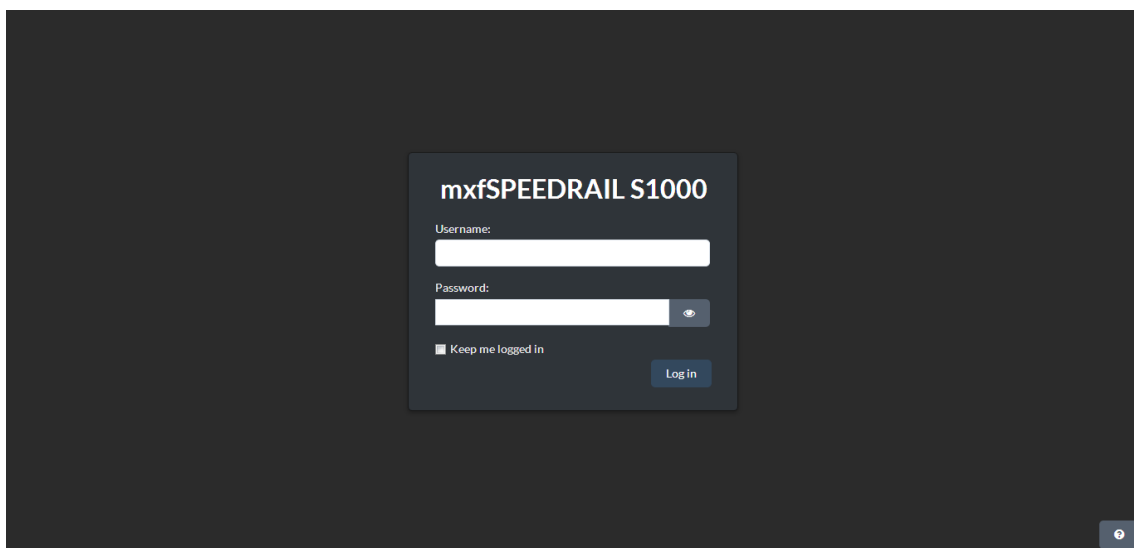 mxfSPEEDRAIL S1000
Username:
Password:
Keep me logged in
Log in